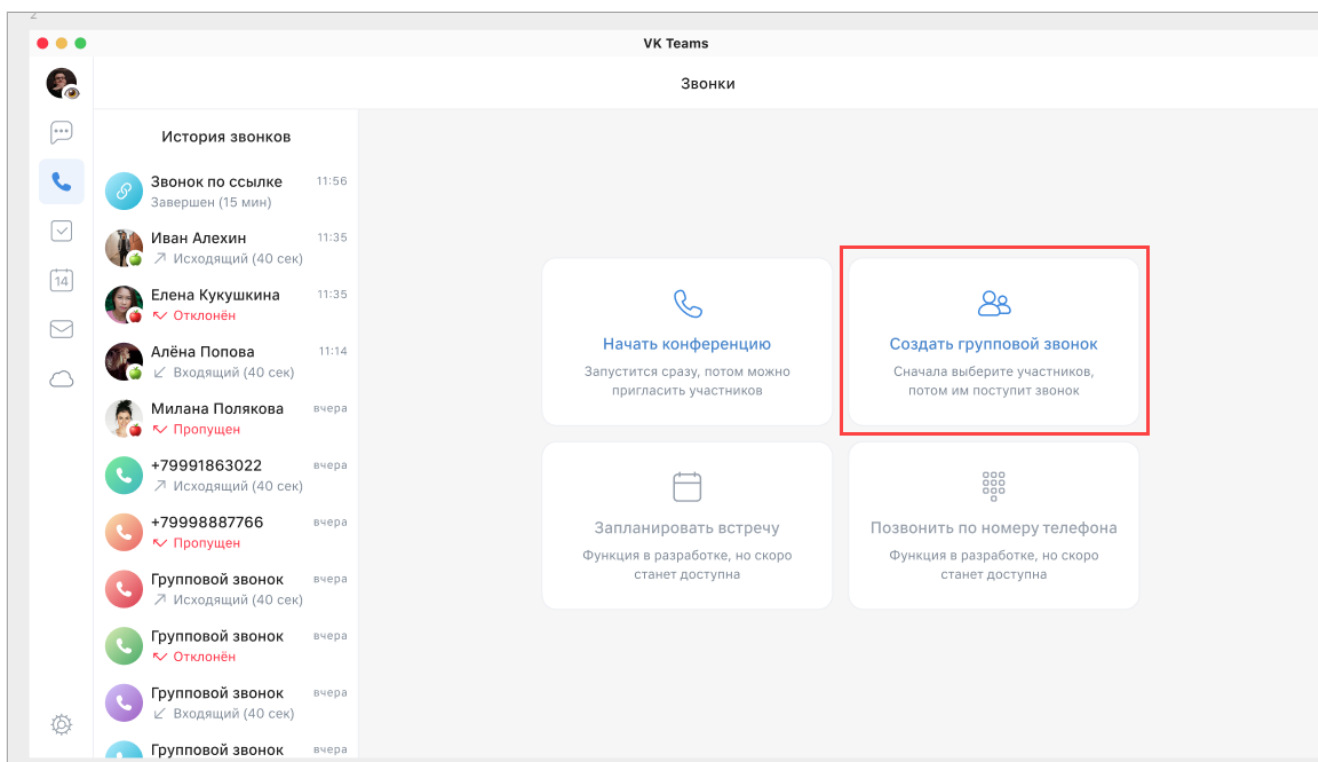 2
VK Teams
Звонки
История звонков
Звонок по ссылке 11:56
Завершен (15 мин)
Иван Алехин 11:35
Исходящий (40 сек)
Елена Кукушкина 11:35
Отклонён
Алёна Попова 11:14
Входящий (40 сек)
Милана Полякова вчера
Пропущен
+79991863022 вчера
Исходящий (40 сек)
+79998887766 вчера
Пропущен
Групповой звонок вчера
Исходящий (40 сек)
Групповой звонок вчера
Отклонён
Групповой звонок вчера
Входящий (40 сек)
Групповой звонок вчера
14
Начать конференцию
Запустится сразу, потом можно
пригласить участников
Создать групповой звонок
Сначала выберите участников,
потом им поступит звонок
Запланировать встречу
Функция в разработке, но скоро
станет доступна
Позвонить по номеру телефона
Функция в разработке, но скоро
станет доступна